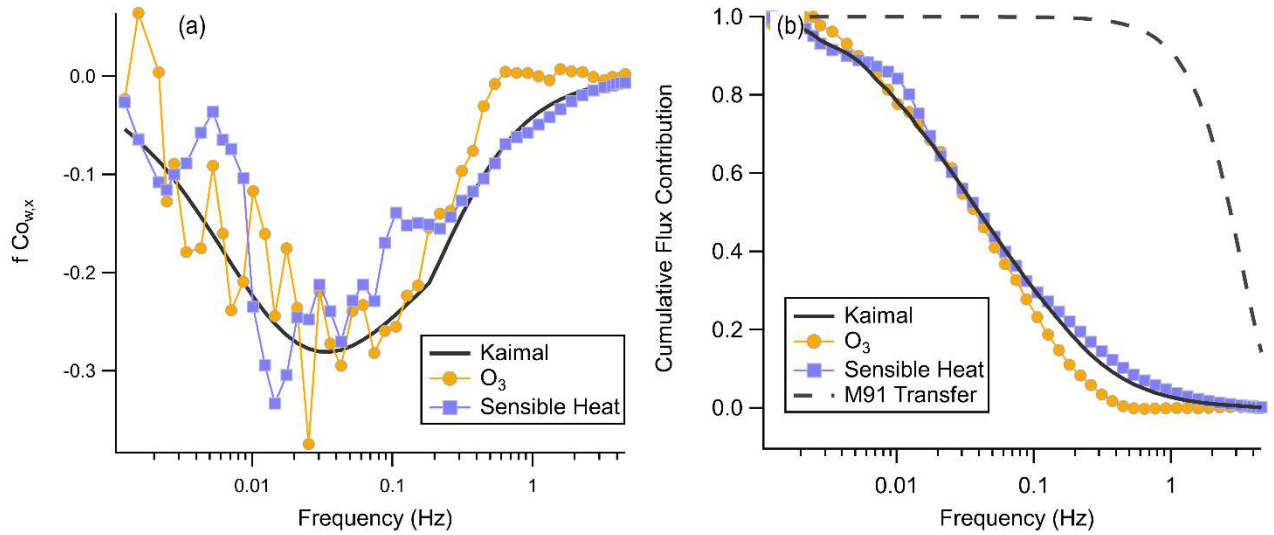 (a)
0.0
-0.1
-0.2
-0.3
f Co_w,x
0.01
0.1
1
Frequency (Hz)
Kaimal
O₃
Sensible Heat
(b)
1.0
0.8
0.6
0.4
0.2
0.0
Cumulative Flux Contribution
0.01
0.1
1
Frequency (Hz)
Kaimal
O₃
Sensible Heat
M91 Transfer